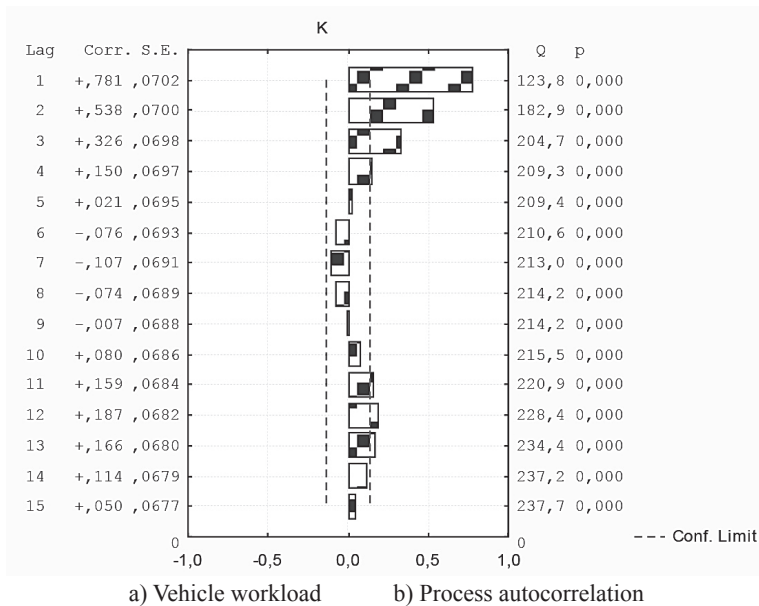 K
Lag Corr. S.E. Q p
1 +,781 ,0702 123,8 0,000
2 +,538 ,0700 182,9 0,000
3 +,326 ,0698 204,7 0,000
4 +,150 ,0697 209,3 0,000
5 +,021 ,0695 209,4 0,000
6 -,076 ,0693 210,6 0,000
7 -,107 ,0691 213,0 0,000
8 -,074 ,0689 214,2 0,000
9 -,007 ,0688 214,2 0,000
10 +,080 ,0686 215,5 0,000
11 +,159 ,0684 220,9 0,000
12 +,187 ,0682 228,4 0,000
13 +,166 ,0680 234,4 0,000
14 +,114 ,0679 237,2 0,000
15 +,050 ,0677 237,7 0,000
0 0
Conf. Limit
-1,0 -0,5 0,0 0,5 1,0
a) Vehicle workload b) Process autocorrelation